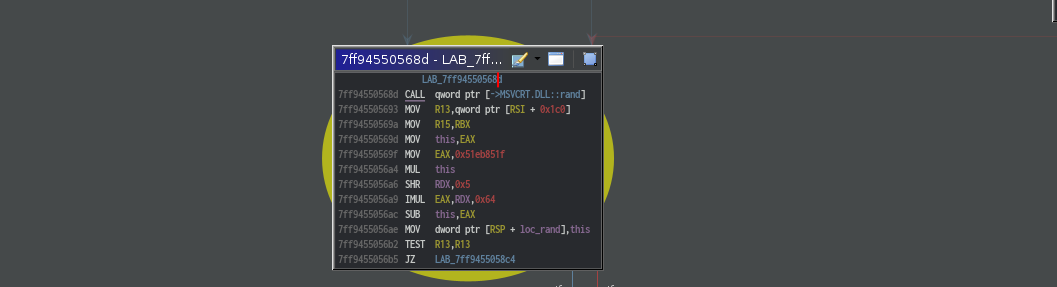 7ff94550568d - LAB_7ff...
LAB_7ff94550568d
7ff94550568d CALL qword ptr [->MSVCRT.DLL::rand]
7ff945505693 MOV R13,qword ptr [RSI + 0x1c0]
7ff94550569a MOV R15,RBX
7ff94550569d MOV this,EAX
7ff94550569f MOV EAX,0x51eb851f
7ff9455056a4 MUL this
7ff9455056a6 SHR RDX,0x5
7ff9455056a9 IMUL EAX,RDX,0x64
7ff9455056ac SUB this,EAX
7ff9455056ae MOV dword ptr [RSP + loc_rand],this
7ff9455056b2 TEST R13,R13
7ff9455056b5 JZ LAB_7ff9455058c4